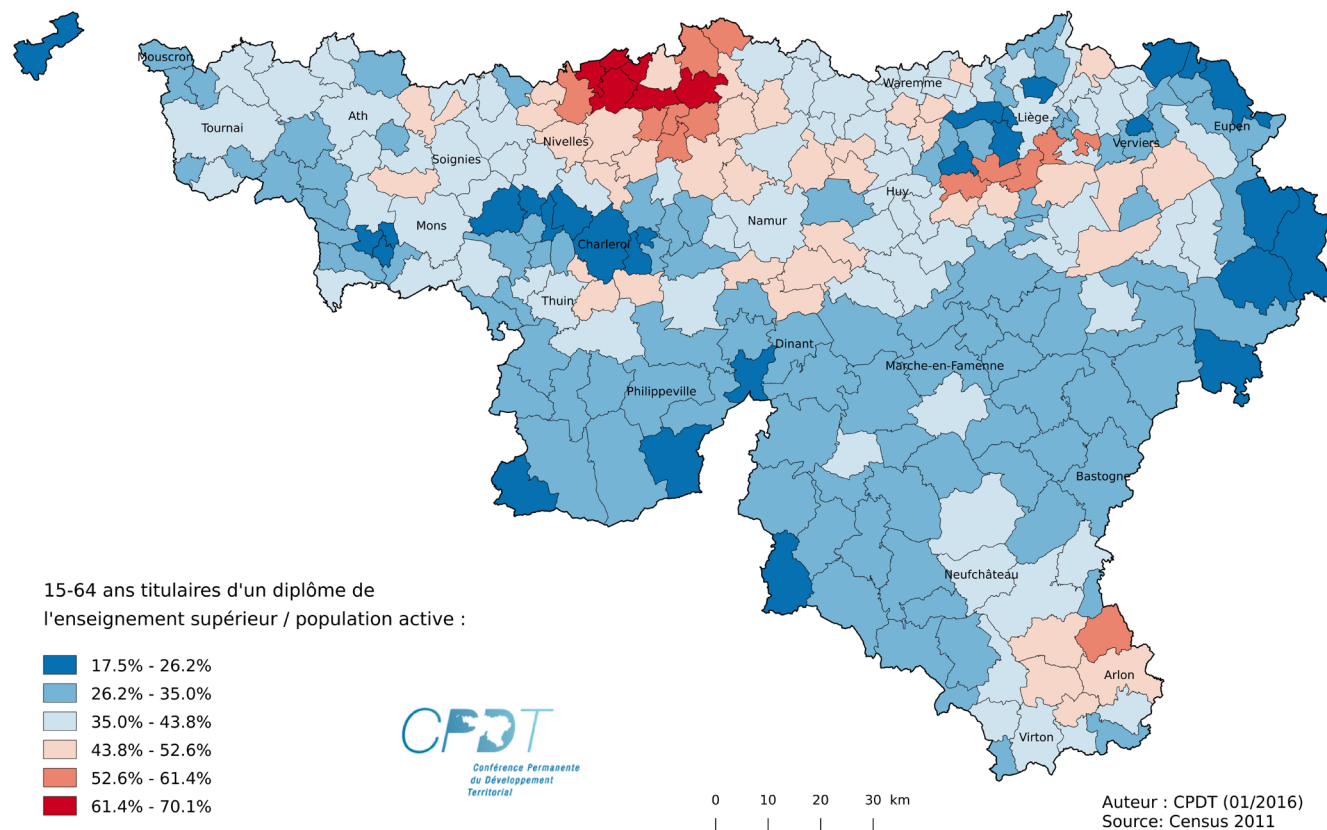 Mouscron
Tournai
Ath
Soignies
Nivelles
Waremme
Liège
Verviers
Eupen
Mons
Charleroi
Namur
Huy
Thuin
Dinant
Philippeville
Marche-en-Famenne
Bastogne
Neufchâteau
Arlon
Virton
15-64 ans titulaires d'un diplôme de
l'enseignement supérieur / population active :
17.5% - 26.2%
26.2% - 35.0%
35.0% - 43.8%
43.8% - 52.6%
52.6% - 61.4%
61.4% - 70.1%
CPDT
Conférence Permanente
du Développement
Territorial
0 10 20 30 km
Auteur : CPDT (01/2016)
Source: Census 2011